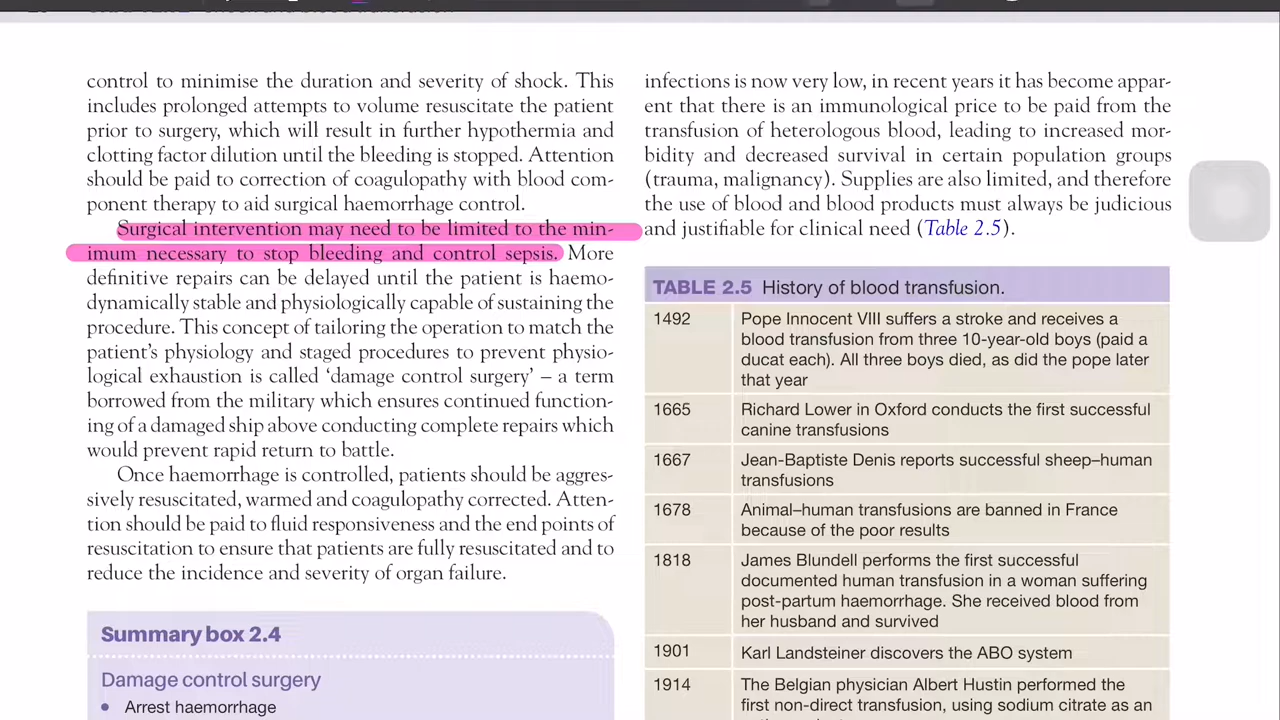 control to minimise the duration and severity of shock. This
includes prolonged attempts to volume resuscitate the patient
prior to surgery, which will result in further hypothermia and
clotting factor dilution until the bleeding is stopped. Attention
should be paid to correction of coagulopathy with blood com-
ponent therapy to aid surgical haemorrhage control.
Surgical intervention may need to be limited to the min-
imum necessary to stop bleeding and control sepsis. More
definitive repairs can be delayed until the patient is haemo-
dynamically stable and physiologically capable of sustaining the
procedure. This concept of tailoring the operation to match the
patient's physiology and staged procedures to prevent physio-
logical exhaustion is called 'damage control surgery' – a term
borrowed from the military which ensures continued function-
ing of a damaged ship above conducting complete repairs which
would prevent rapid return to battle.
Once haemorrhage is controlled, patients should be aggres-
sively resuscitated, warmed and coagulopathy corrected. Atten-
tion should be paid to fluid responsiveness and the end points of
resuscitation to ensure that patients are fully resuscitated and to
reduce the incidence and severity of organ failure.
Summary box 2.4
Damage control surgery
• Arrest haemorrhage
infections is now very low, in recent years it has become appar-
ent that there is an immunological price to be paid from the
transfusion of heterologous blood, leading to increased mor-
bidity and decreased survival in certain population groups
(trauma, malignancy). Supplies are also limited, and therefore
the use of blood and blood products must always be judicious
and justifiable for clinical need (Table 2.5).
TABLE 2.5 History of blood transfusion.
1492 Pope Innocent VIII suffers a stroke and receives a
blood transfusion from three 10-year-old boys (paid a
ducat each). All three boys died, as did the pope later
that year
1665 Richard Lower in Oxford conducts the first successful
canine transfusions
1667 Jean-Baptiste Denis reports successful sheep–human
transfusions
1678 Animal–human transfusions are banned in France
because of the poor results
1818 James Blundell performs the first successful
documented human transfusion in a woman suffering
post-partum haemorrhage. She received blood from
her husband and survived
1901 Karl Landsteiner discovers the ABO system
1914 The Belgian physician Albert Hustin performed the
first non-direct transfusion, using sodium citrate as an